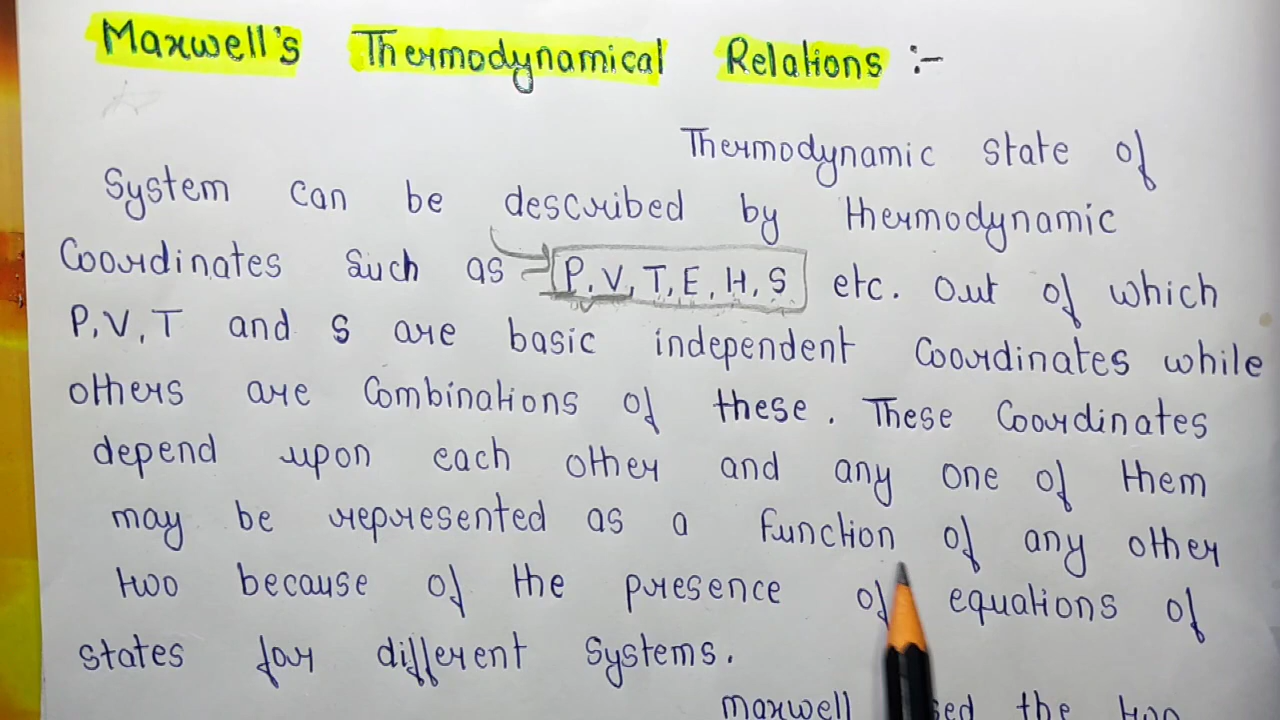 Maxwell's Thermodynamical Relations :-
Thermodynamic state of
System can be described by thermodynamic
Coordinates such as P, V, T, E, H, S etc. Out of which
P, V, T and S are basic independent Coordinates while
others are Combinations of these. These Coordinates
depend upon each other and any one of them
may be represented as a function of any other
two because of the presence of equations of
states for different systems.
maxwell the two